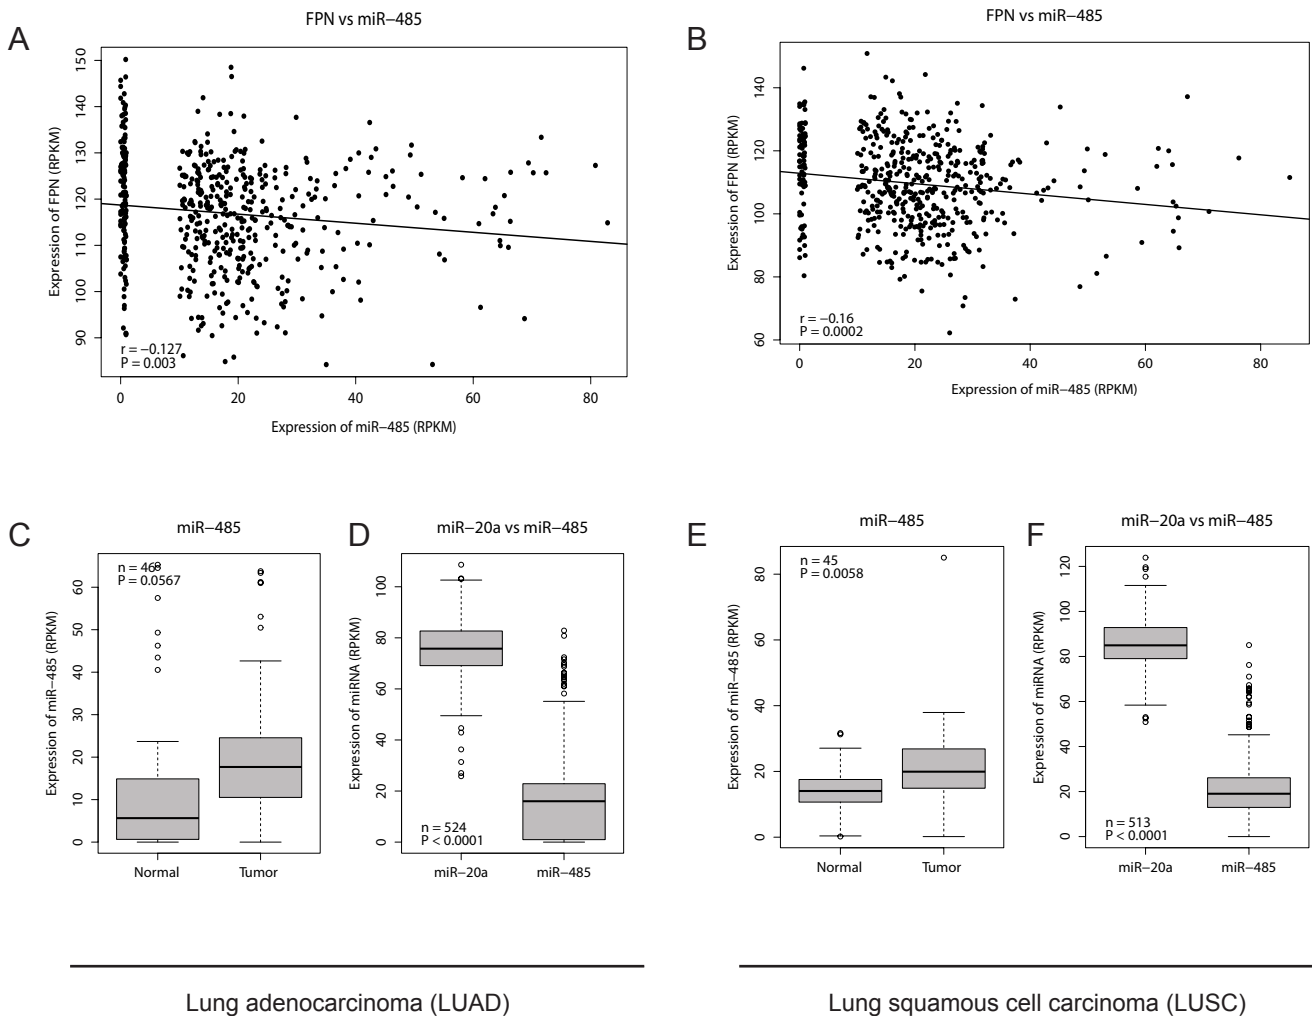 A
FPN vs miR−485
Expression of FPN (RPKM)
150
140
130
120
110
100
90
r = −0.127
P = 0.003
0 20 40 60 80
Expression of miR−485 (RPKM)
B
FPN vs miR−485
Expression of FPN (RPKM)
140
120
100
80
60
r = −0.16
P = 0.0002
0 20 40 60 80
Expression of miR−485 (RPKM)
C
miR−485
Expression of miR−485 (RPKM)
n = 46
P = 0.0567
60
50
40
30
20
10
0
Normal Tumor
D
miR−20a vs miR−485
Expression of miRNA (RPKM)
100
80
60
40
20
0
n = 524
P < 0.0001
miR−20a miR−485
E
miR−485
Expression of miR−485 (RPKM)
n = 45
P = 0.0058
80
60
40
20
0
Normal Tumor
F
miR−20a vs miR−485
Expression of miRNA (RPKM)
120
100
80
60
40
20
0
n = 513
P < 0.0001
miR−20a miR−485
Lung adenocarcinoma (LUAD)
Lung squamous cell carcinoma (LUSC)